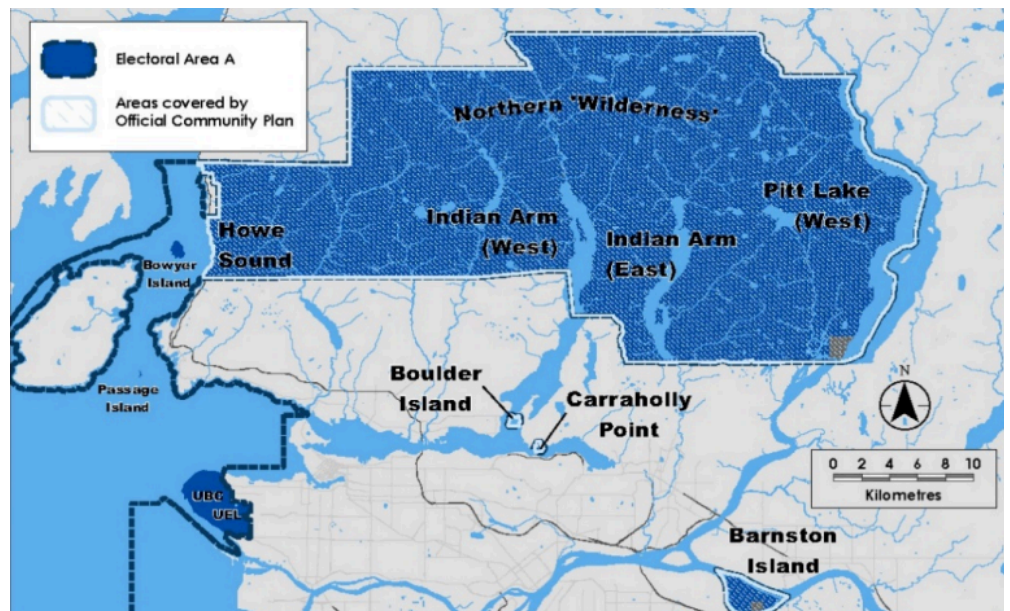 Electoral Area A
Areas covered by
Official Community Plan
Northern 'Wilderness'
Pitt Lake
(West)
Indian Arm
(West)
Howe
Sound
Indian Arm
(East)
Bowyer
Island
Passage
Island
Boulder
Island
Carraholly
Point
N
0 2 4 6 8 10
Kilometres
UBC
UEL
Barnston
Island